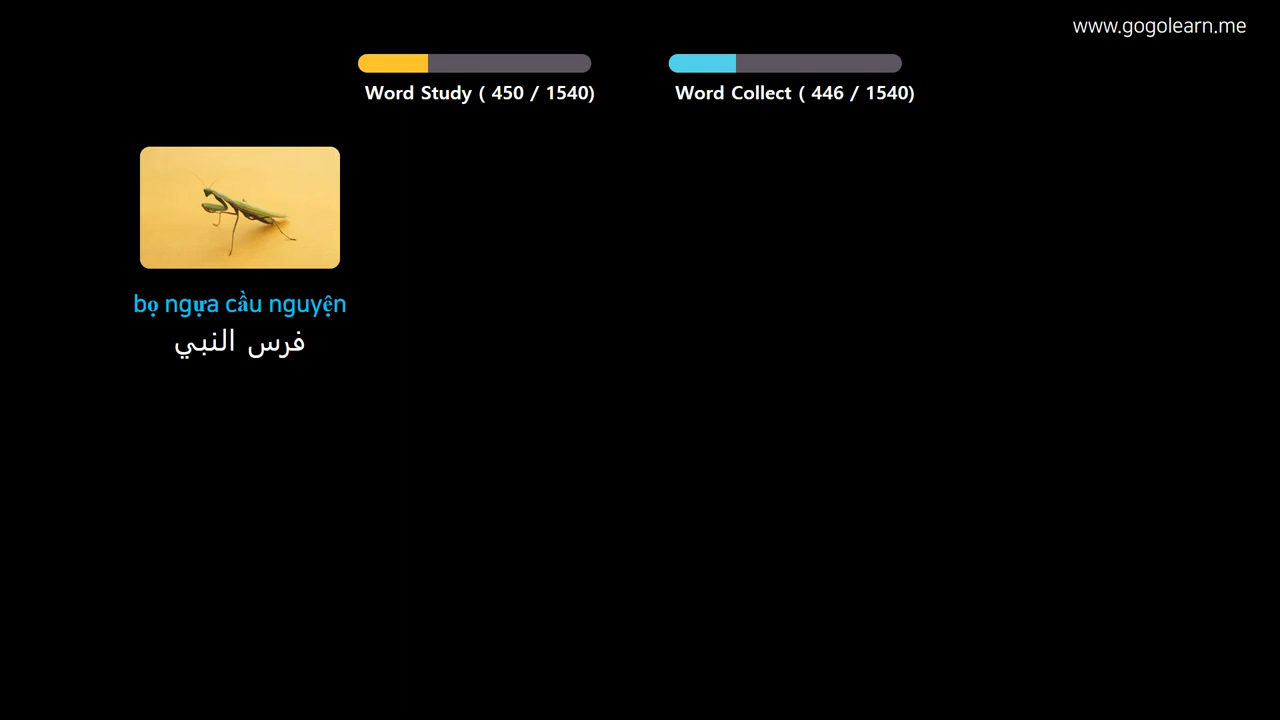 www.gogolearn.me
Word Study ( 450 / 1540)
Word Collect ( 446 / 1540)
bọ ngựa cầu nguyện
فرس النبي